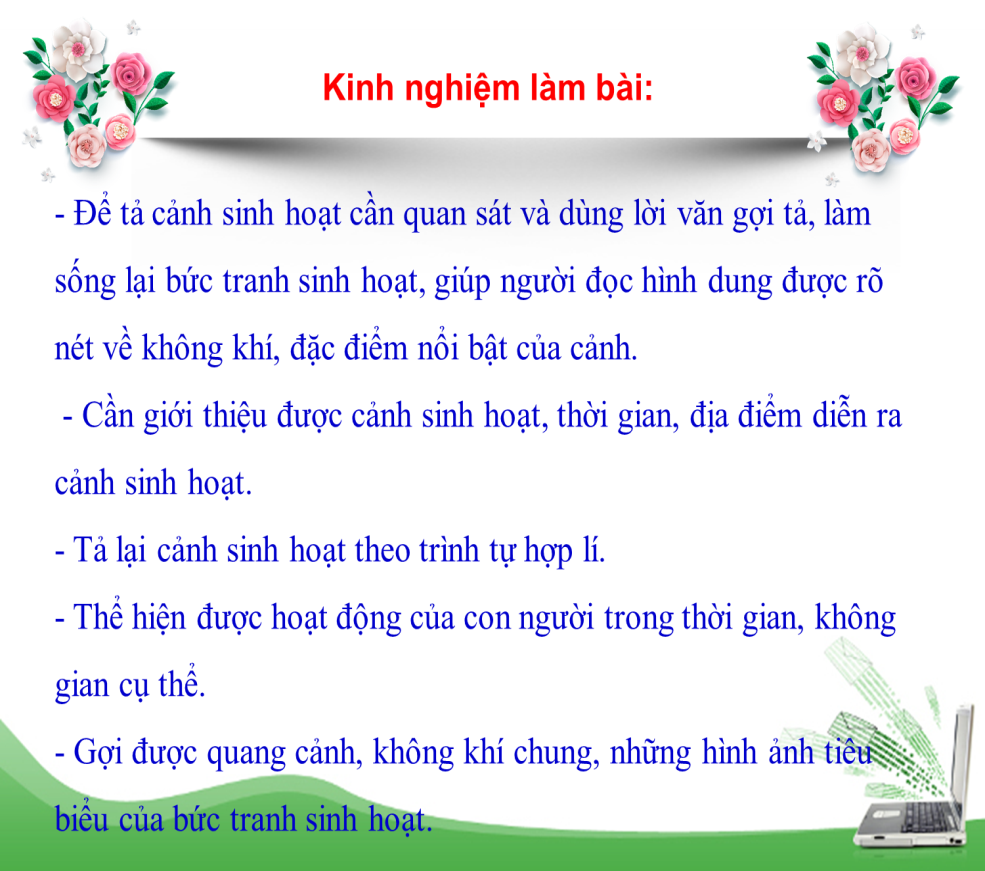 Kinh nghiệm làm bài:
- Để tả cảnh sinh hoạt cần quan sát và dùng lời văn gợi tả, làm
sống lại bức tranh sinh hoạt, giúp người đọc hình dung được rõ
nét về không khí, đặc điểm nổi bật của cảnh.
- Cần giới thiệu được cảnh sinh hoạt, thời gian, địa điểm diễn ra
cảnh sinh hoạt.
- Tả lại cảnh sinh hoạt theo trình tự hợp lí.
- Thể hiện được hoạt động của con người trong thời gian, không
gian cụ thể.
- Gợi được quang cảnh, không khí chung, những hình ảnh tiêu
biểu của bức tranh sinh hoạt.